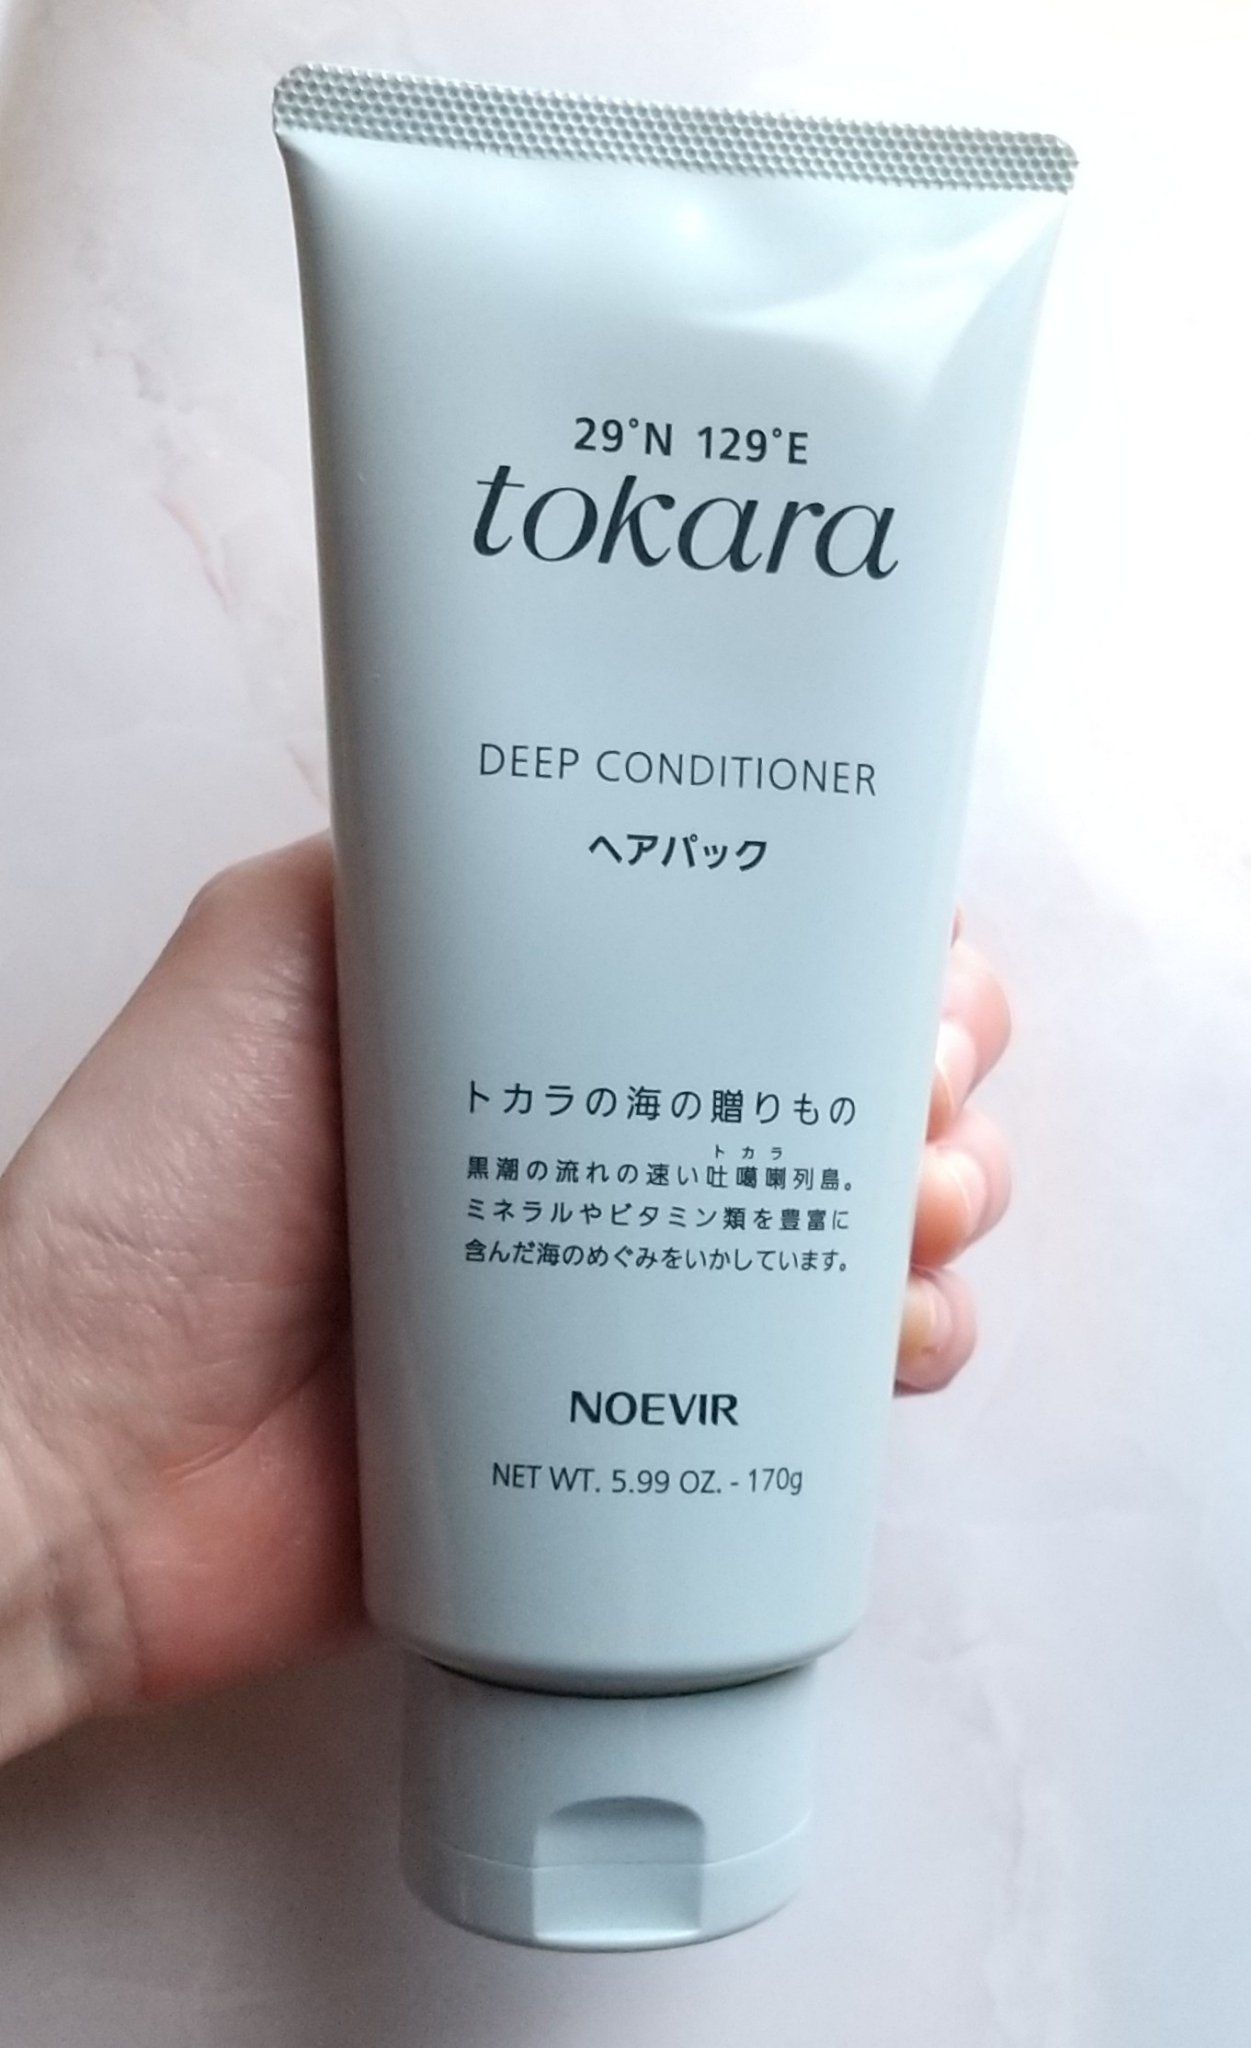 29°N 129°E
tokara
DEEP CONDITIONER
ヘアパック
トカラの海の贈りもの
トカラ
黒潮の流れの速い吐噶喇列島。
ミネラルやビタミン類を豊富に
含んだ海のめぐみをいかしています。
NOEVIR
NET WT. 5.99 OZ. - 170g